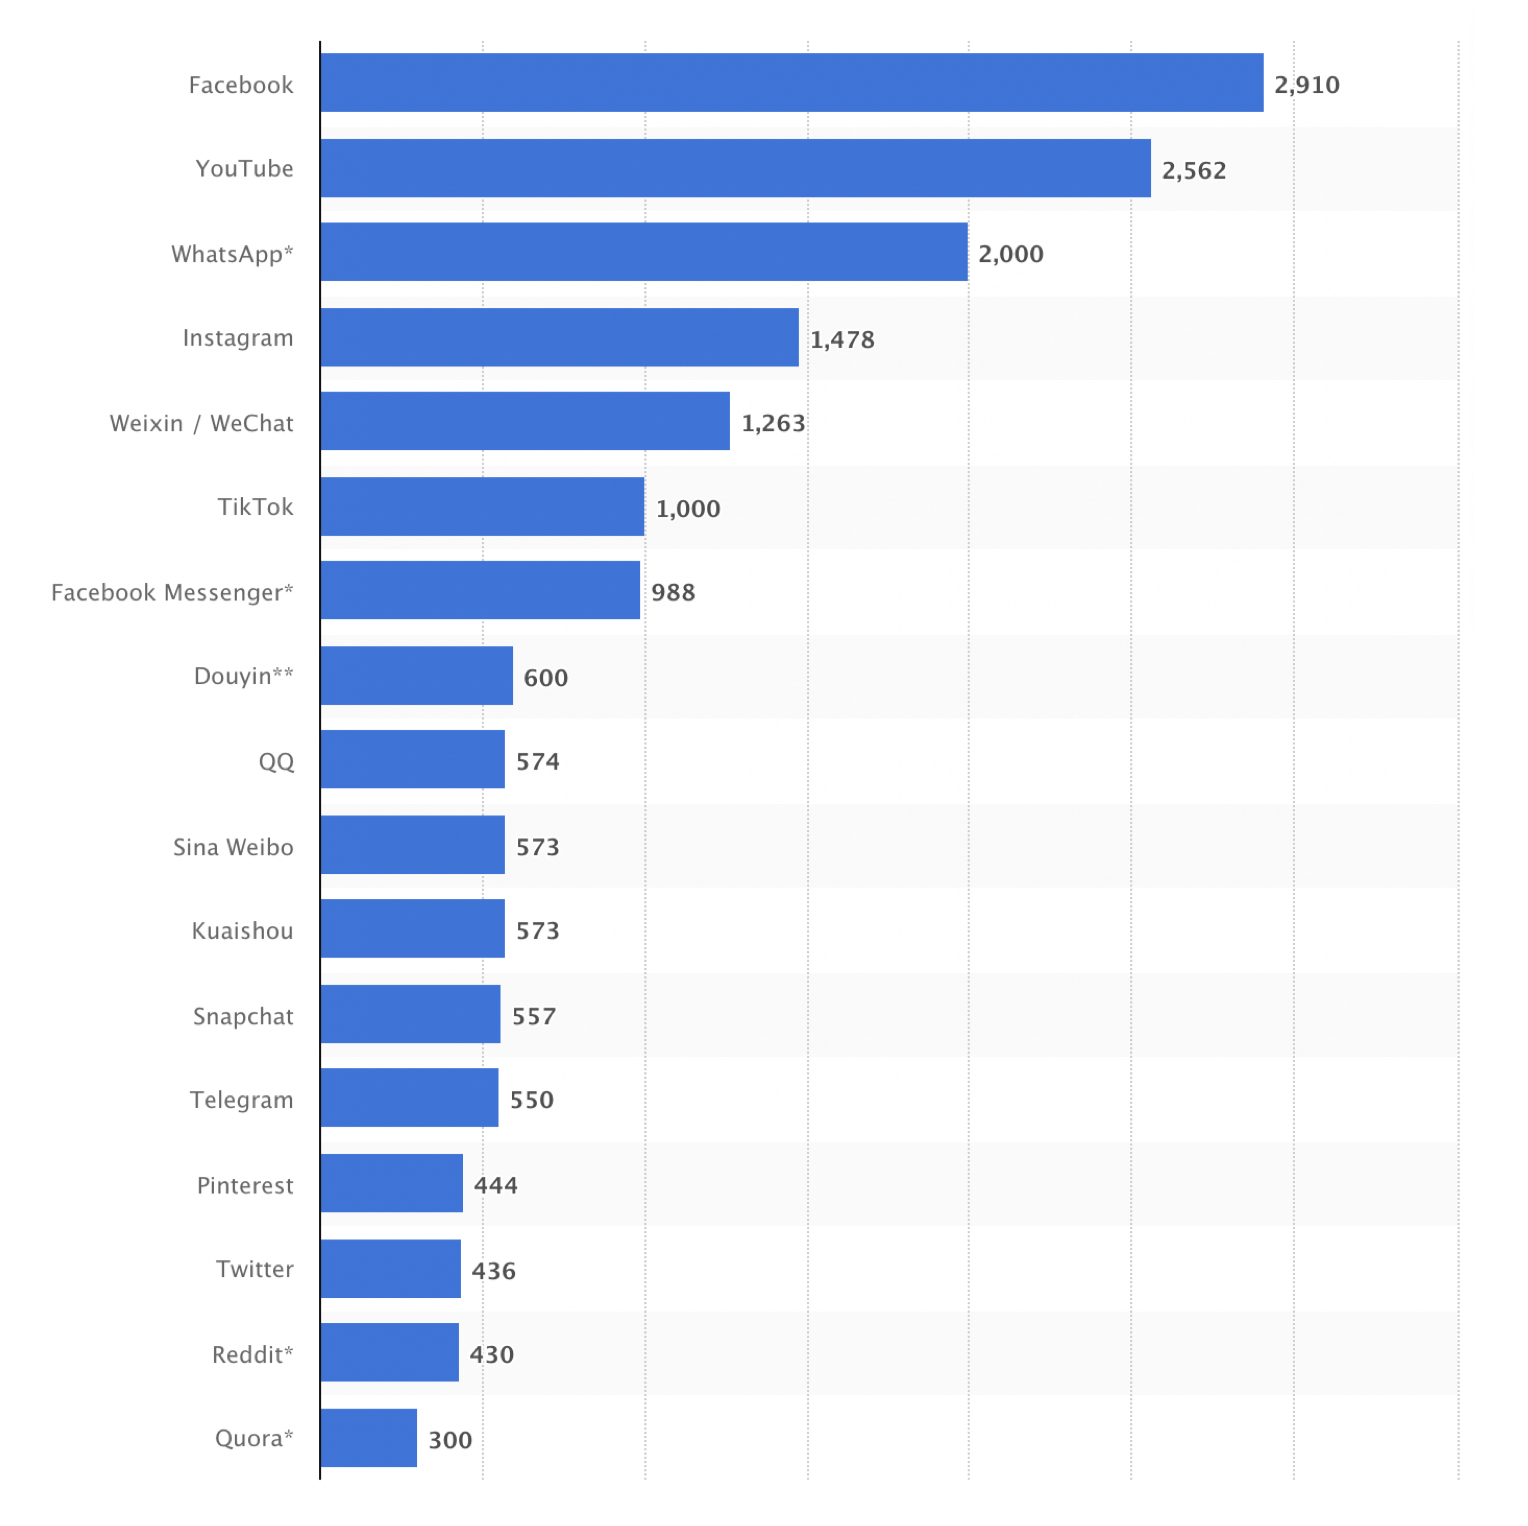 Facebook 2,910
YouTube 2,562
WhatsApp* 2,000
Instagram 1,478
Weixin / WeChat 1,263
TikTok 1,000
Facebook Messenger* 988
Douyin** 600
QQ 574
Sina Weibo 573
Kuaishou 573
Snapchat 557
Telegram 550
Pinterest 444
Twitter 436
Reddit* 430
Quora* 300